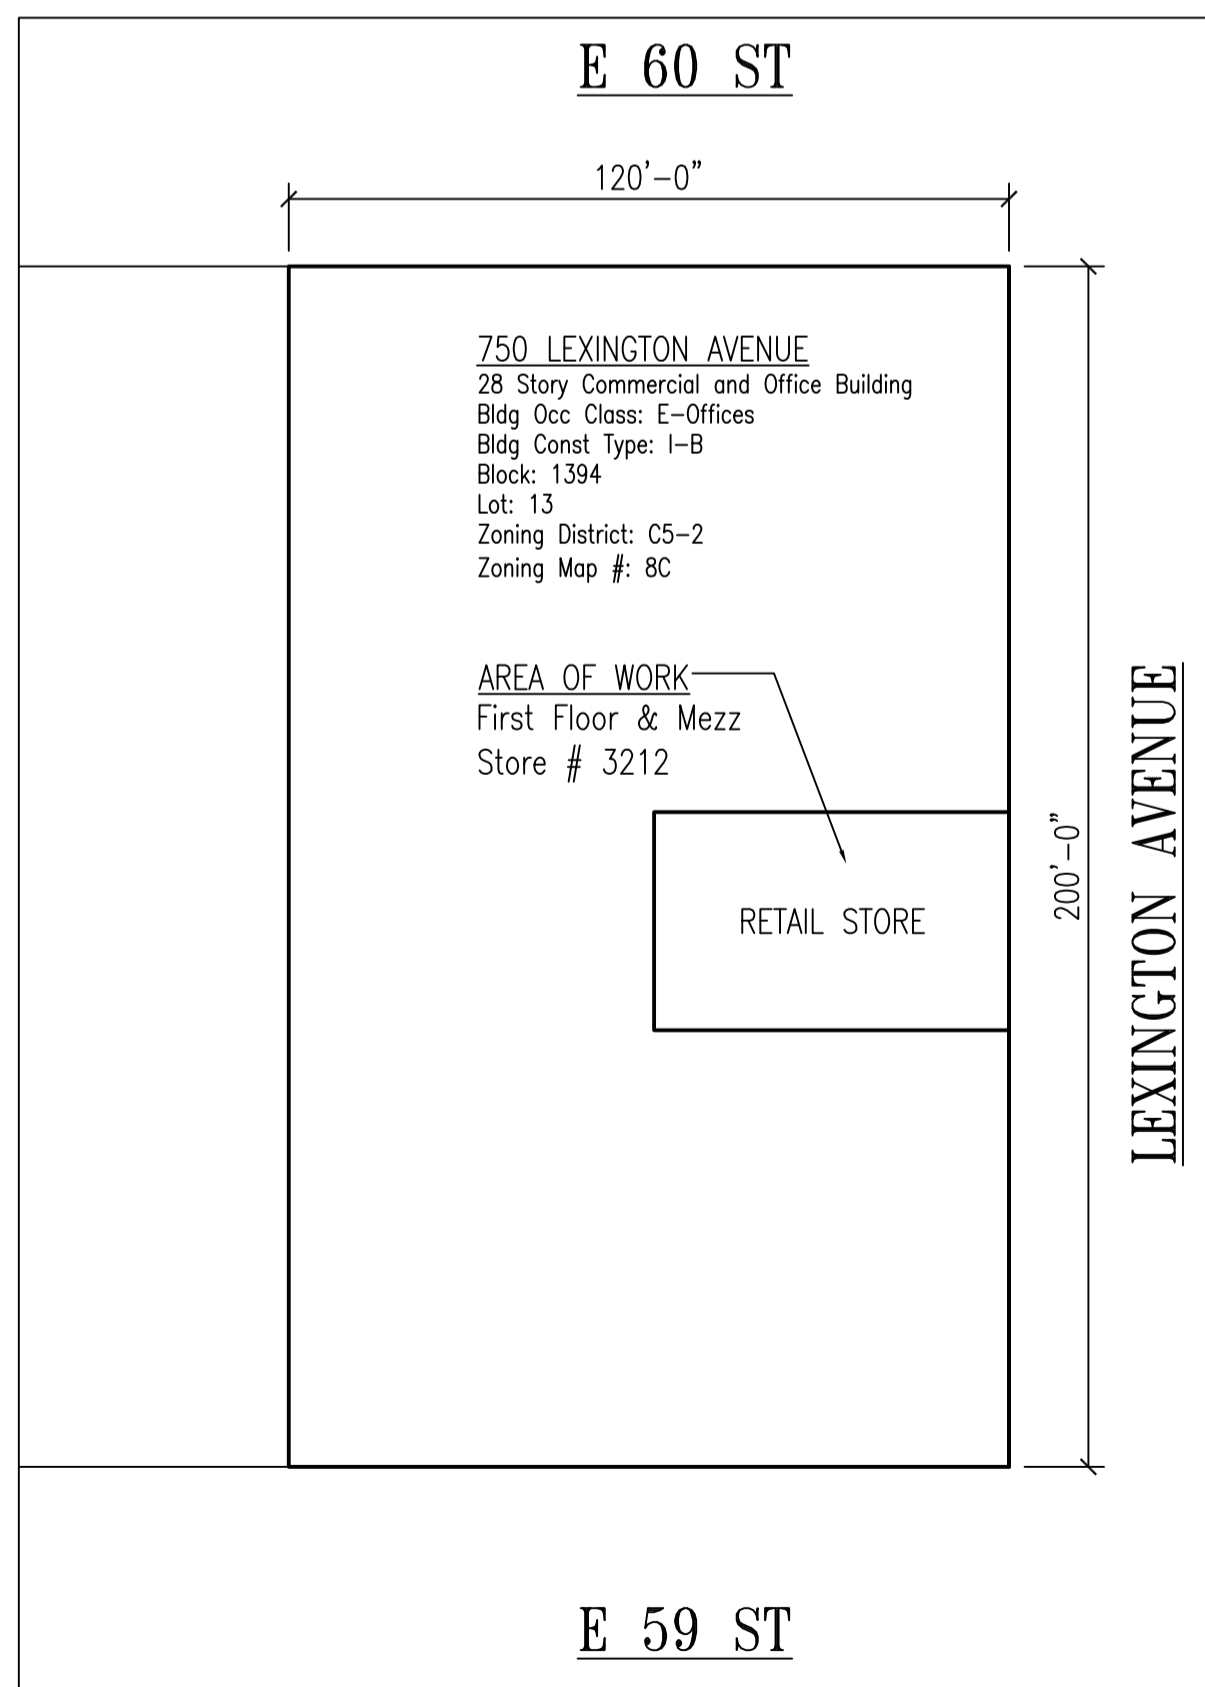 E 60 ST
120'-0"
750 LEXINGTON AVENUE
28 Story Commercial and Office Building
Bldg Occ Class: E-Offices
Bldg Const Type: I-B
Block: 1394
Lot: 13
Zoning District: C5-2
Zoning Map #: 8C
AREA OF WORK
First Floor & Mezz
Store # 3212
RETAIL STORE
200'-0"
LEXINGTON AVENUE
E 59 ST